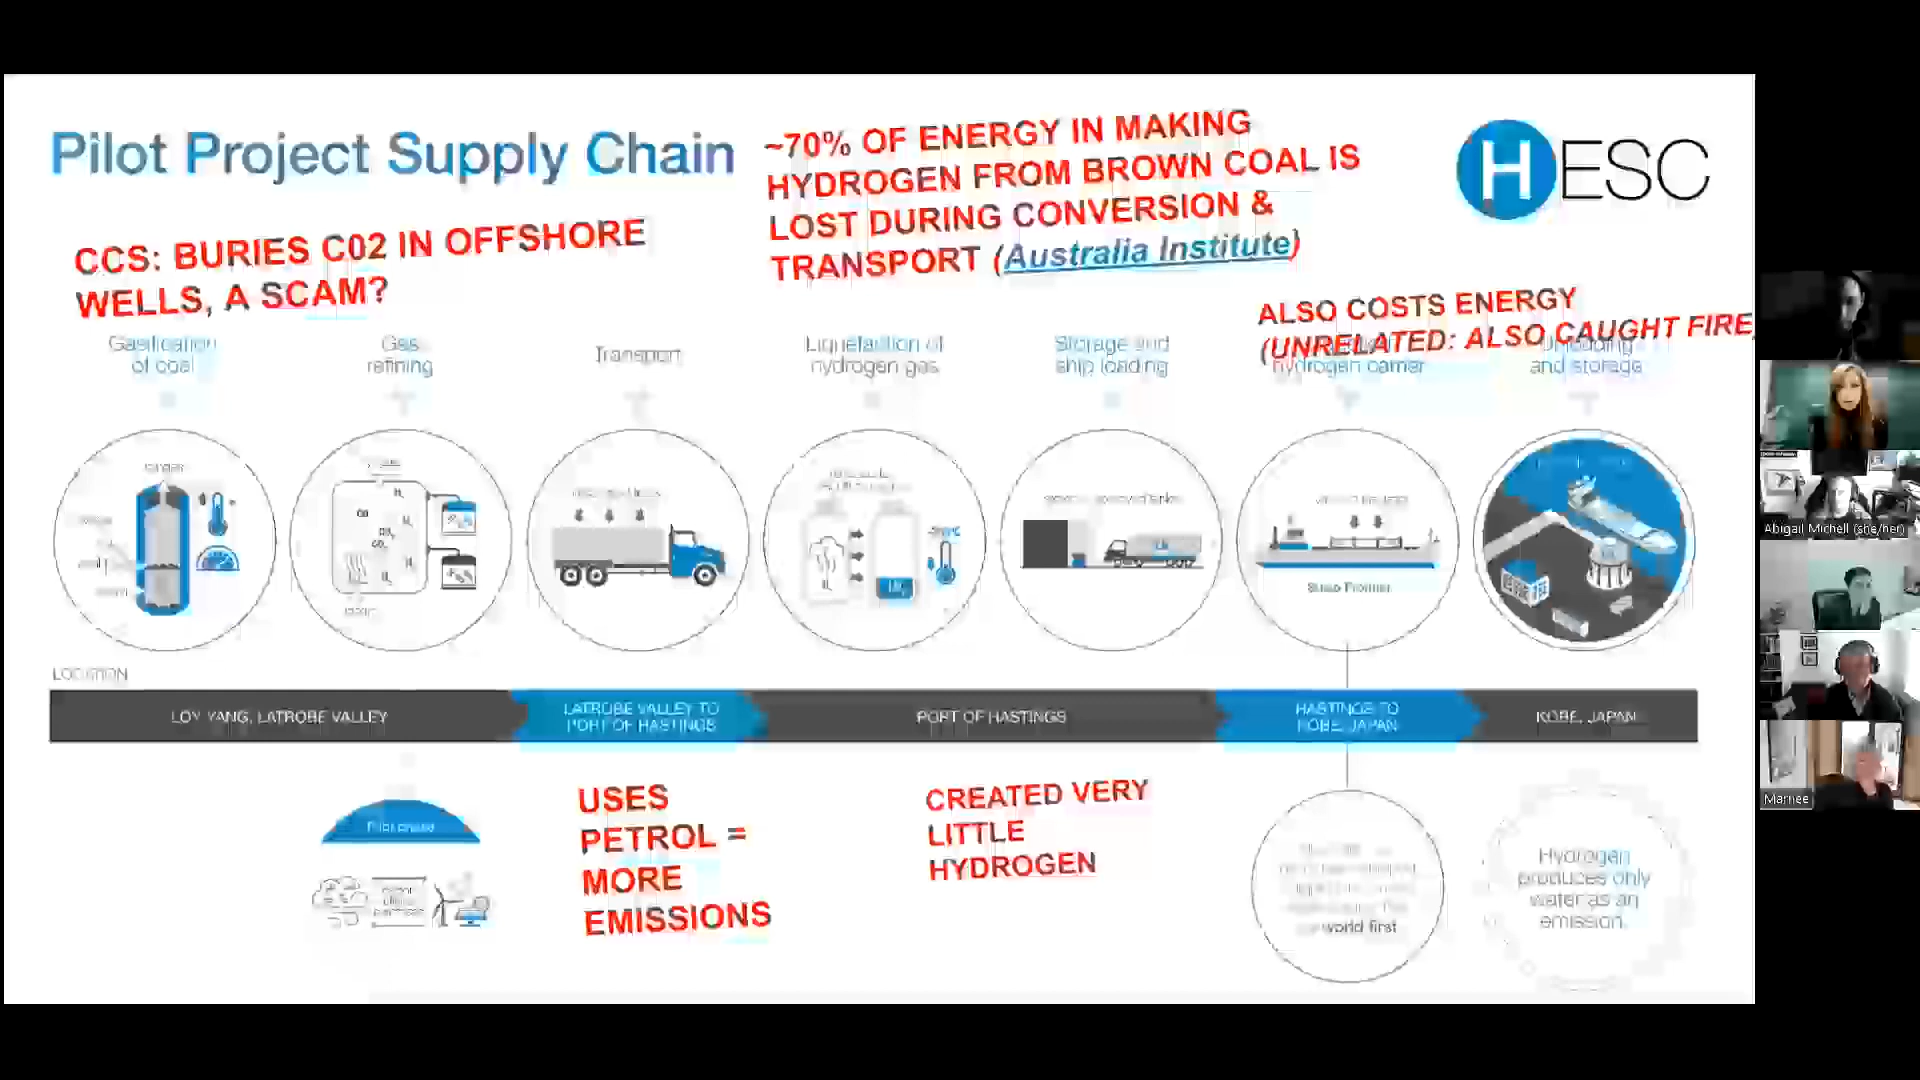 Pilot Project Supply Chain
~70% OF ENERGY IN MAKING
HYDROGEN FROM BROWN COAL IS
LOST DURING CONVERSION &
TRANSPORT (Australia Institute)
HESC
CCS: BURIES C02 IN OFFSHORE
WELLS, A SCAM?
ALSO COSTS ENERGY
(UNRELATED: ALSO CAUGHT FIRE
Gasification
of coal
Gas
refining
Transport
Liquefaction of
hydrogen gas
Storage and
ship loading
hydrogen carrier
Unloading
and storage
Suiso Frontier
LOCATION
LOY YANG, LATROBE VALLEY
LATROBE VALLEY TO
PORT OF HASTINGS
PORT OF HASTINGS
HASTINGS TO
KOBE, JAPAN
KOBE, JAPAN
Pilot phase
USES
PETROL =
MORE
EMISSIONS
CREATED VERY
LITTLE
HYDROGEN
world first
Hydrogen
produces only
water as an
emission.
Abigail Michell (she/her)
Marnee